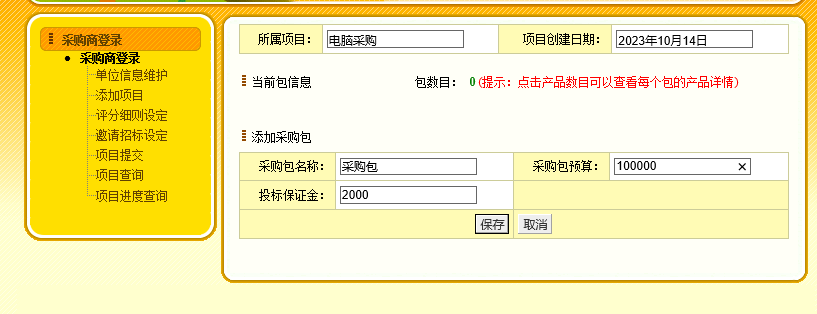 采购商登录
采购商登录
单位信息维护
添加项目
评分细则设定
邀请招标设定
项目提交
项目查询
项目进度查询
所属项目： 电脑采购 项目创建日期： 2023年10月14日
当前包信息 包数目： 0(提示：点击产品数目可以查看每个包的产品详情)
添加采购包
采购包名称： 采购包 采购包预算： 100000
投标保证金： 2000
保存 取消